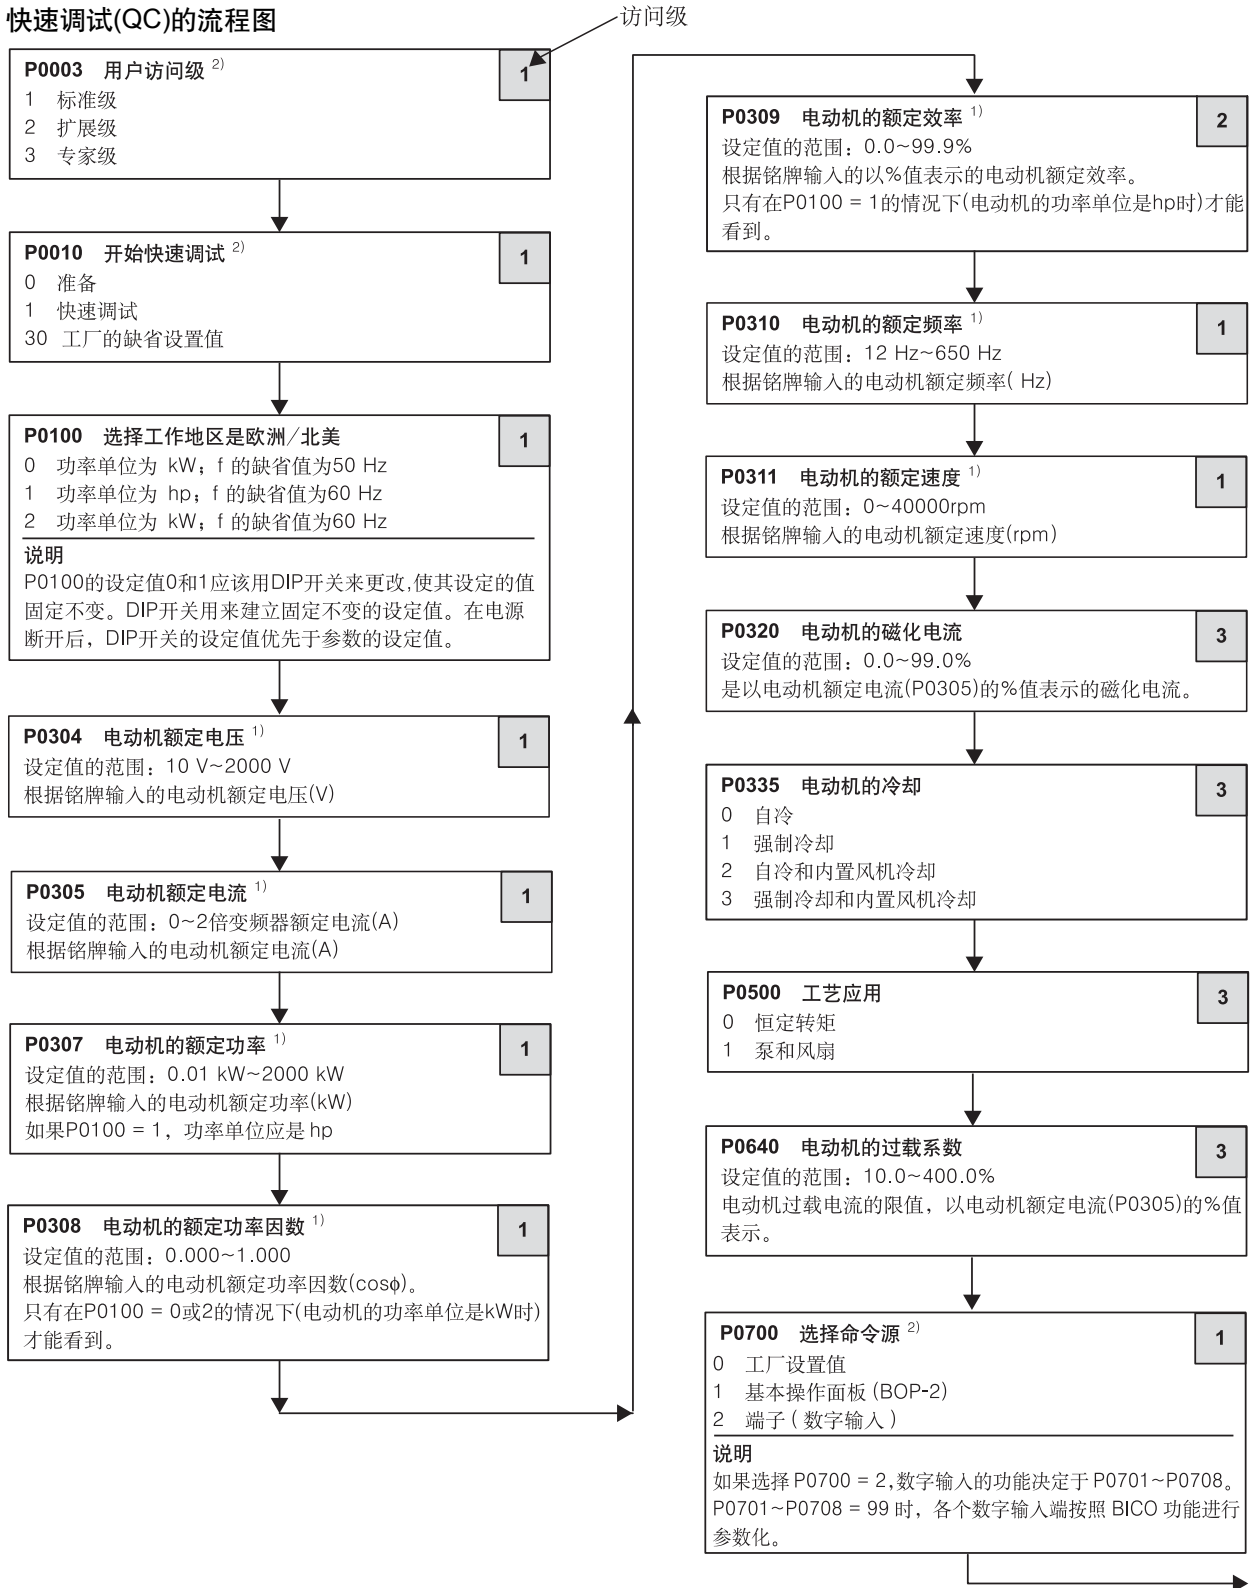 快速调试(QC)的流程图
访问级
P0003 用户访问级 2)
1
1 标准级
2 扩展级
3 专家级
P0010 开始快速调试 2)
1
0 准备
1 快速调试
30 工厂的缺省设置值
P0100 选择工作地区是欧洲/北美
1
0 功率单位为 kW; f 的缺省值为50 Hz
1 功率单位为 hp; f 的缺省值为60 Hz
2 功率单位为 kW; f 的缺省值为60 Hz
说明
P0100的设定值0和1应该用DIP开关来更改,使其设定的值
固定不变。DIP开关用来建立固定不变的设定值。在电源
断开后，DIP开关的设定值优先于参数的设定值。
P0304 电动机额定电压 1)
1
设定值的范围：10 V~2000 V
根据铭牌输入的电动机额定电压(V)
P0305 电动机额定电流 1)
1
设定值的范围：0~2倍变频器额定电流(A)
根据铭牌输入的电动机额定电流(A)
P0307 电动机的额定功率 1)
1
设定值的范围：0.01 kW~2000 kW
根据铭牌输入的电动机额定功率(kW)
如果P0100 = 1，功率单位应是 hp
P0308 电动机的额定功率因数 1)
1
设定值的范围：0.000~1.000
根据铭牌输入的电动机额定功率因数(cosϕ)。
只有在P0100 = 0或2的情况下(电动机的功率单位是kW时)
才能看到。
P0309 电动机的额定效率 1)
2
设定值的范围：0.0~99.9%
根据铭牌输入的以%值表示的电动机额定效率。
只有在P0100 = 1的情况下(电动机的功率单位是hp时)才能
看到。
P0310 电动机的额定频率 1)
1
设定值的范围：12 Hz~650 Hz
根据铭牌输入的电动机额定频率( Hz)
P0311 电动机的额定速度 1)
1
设定值的范围：0~40000rpm
根据铭牌输入的电动机额定速度(rpm)
P0320 电动机的磁化电流
3
设定值的范围：0.0~99.0%
是以电动机额定电流(P0305)的%值表示的磁化电流。
P0335 电动机的冷却
3
0 自冷
1 强制冷却
2 自冷和内置风机冷却
3 强制冷却和内置风机冷却
P0500 工艺应用
3
0 恒定转矩
1 泵和风扇
P0640 电动机的过载系数
3
设定值的范围：10.0~400.0%
电动机过载电流的限值，以电动机额定电流(P0305)的%值
表示。
P0700 选择命令源 2)
1
0 工厂设置值
1 基本操作面板 (BOP-2)
2 端子 ( 数字输入 )
说明
如果选择 P0700 = 2,数字输入的功能决定于 P0701~P0708。
P0701~P0708 = 99 时，各个数字输入端按照 BICO 功能进行
参数化。